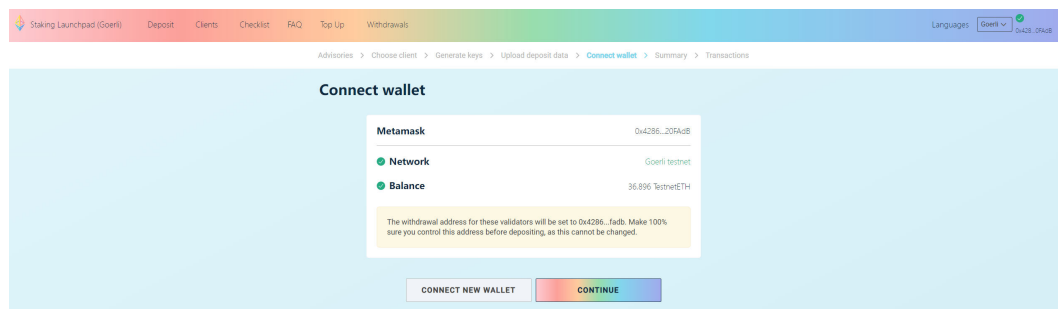 Staking Launchpad (Goerli) Deposit Clients Checklist FAQ Top Up Withdrawals Languages Goerli 0x428...0FAdB
Advisories > Choose client > Generate keys > Upload deposit data > Connect wallet > Summary > Transactions
Connect wallet
Metamask 0x4286...20FAdB
Network Goerli testnet
Balance 36.896 TestnetETH
The withdrawal address for these validators will be set to 0x4286...fadb. Make 100%
sure you control this address before depositing, as this cannot be changed.
CONNECT NEW WALLET CONTINUE